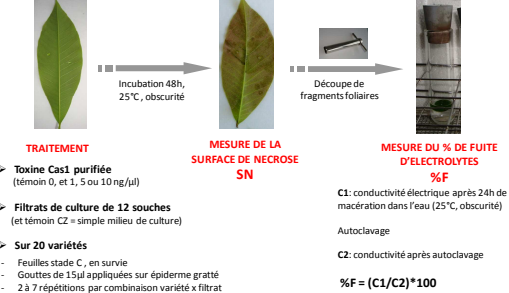 Incubation 48h,
25°C , obscurité
Découpe de
fragments foliaires
TRAITEMENT
➢ Toxine Cas1 purifiée
(témoin 0, et 1, 5 ou 10 ng/µl)
➢ Filtrats de culture de 12 souches
(et témoin CZ = simple milieu de culture)
➢ Sur 20 variétés
- Feuilles stade C , en survie
- Gouttes de 15µl appliquées sur épiderme gratté
- 2 à 7 répétitions par combinaison variété x filtrat
MESURE DE LA
SURFACE DE NECROSE
SN
MESURE DU % DE FUITE
D'ELECTROLYTES
%F
C1: conductivité électrique après 24h de
macération dans l'eau (25°C, obscurité)
Autoclavage
C2: conductivité après autoclavage
%F = (C1/C2)*100